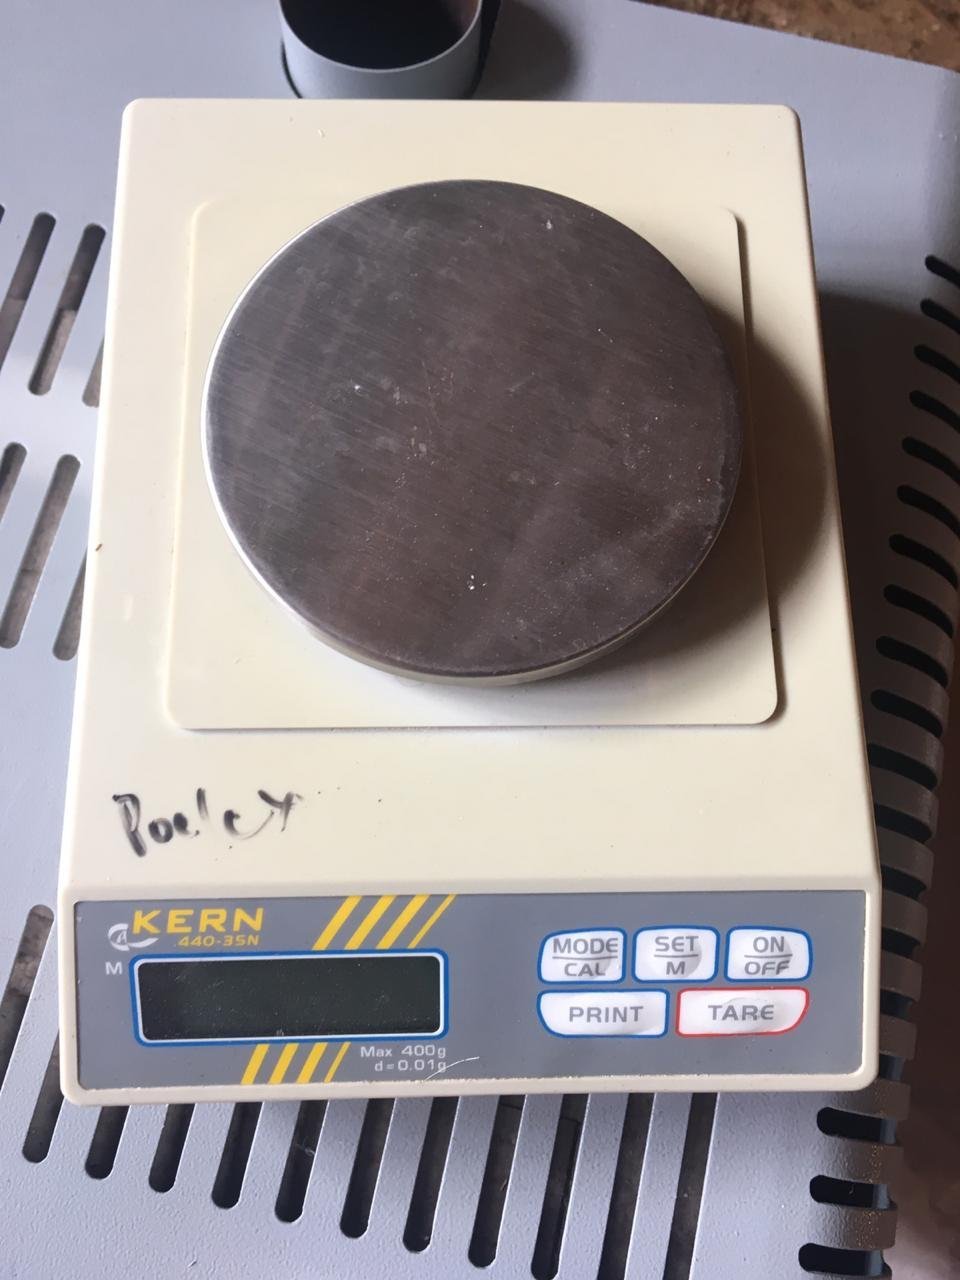 KERN
440-35N
M
MODE
CAL
SET
M
ON
OFF
PRINT
TARE
Max 400g
d=0.01g